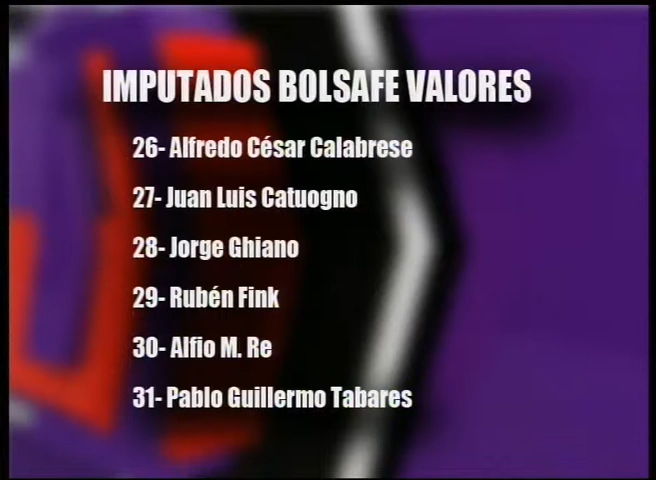 IMPUTADOS BOLSAFE VALORES
26- Alfredo César Calabrese
27- Juan Luis Catuogno
28- Jorge Ghiano
29- Rubén Fink
30- Alfio M. Re
31- Pablo Guillermo Tabares